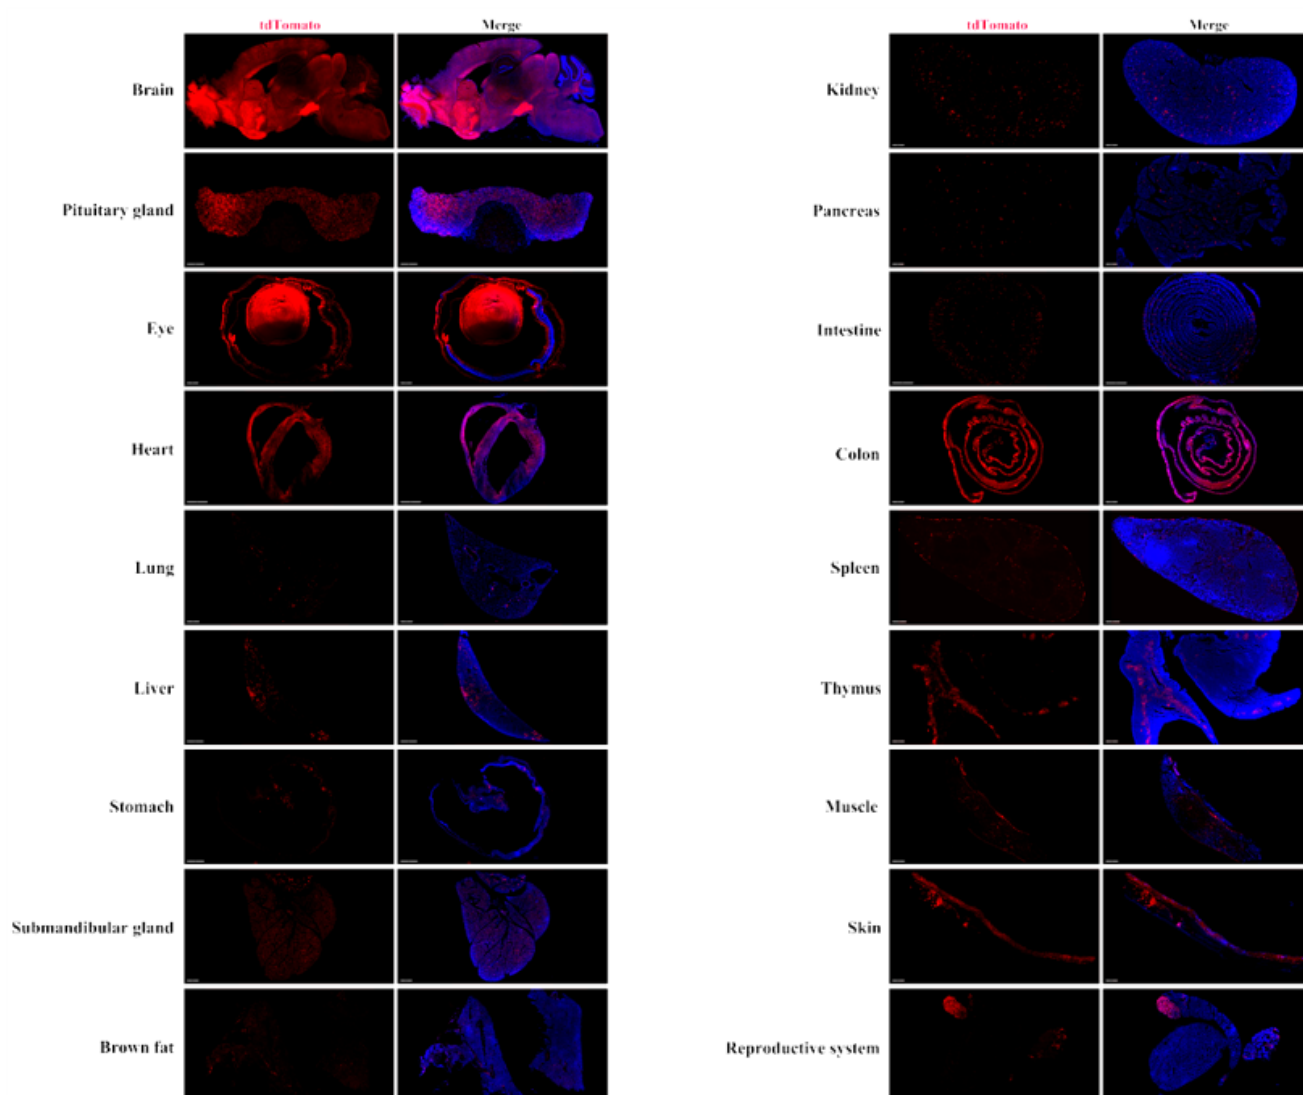 tdTomato Merge
Brain
Pituitary gland
Eye
Heart
Lung
Liver
Stomach
Submandibular gland
Brown fat
tdTomato Merge
Kidney
Pancreas
Intestine
Colon
Spleen
Thymus
Muscle
Skin
Reproductive system